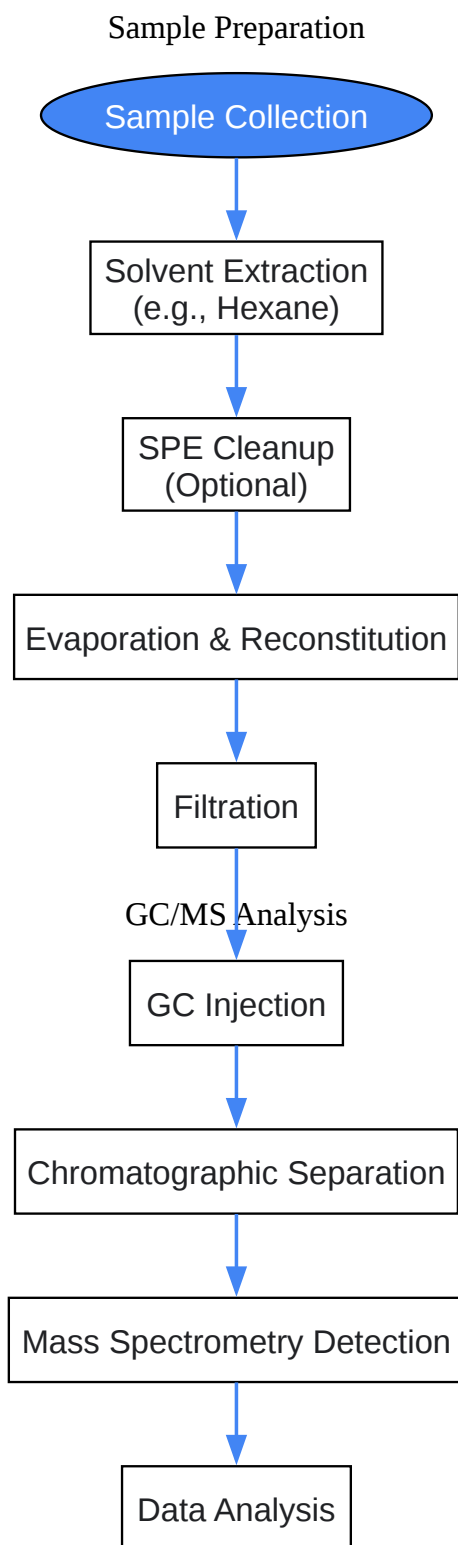 Sample Preparation
Sample Collection
Solvent Extraction
(e.g., Hexane)
SPE Cleanup
(Optional)
Evaporation & Reconstitution
Filtration
GC/MS Analysis
GC Injection
Chromatographic Separation
Mass Spectrometry Detection
Data Analysis